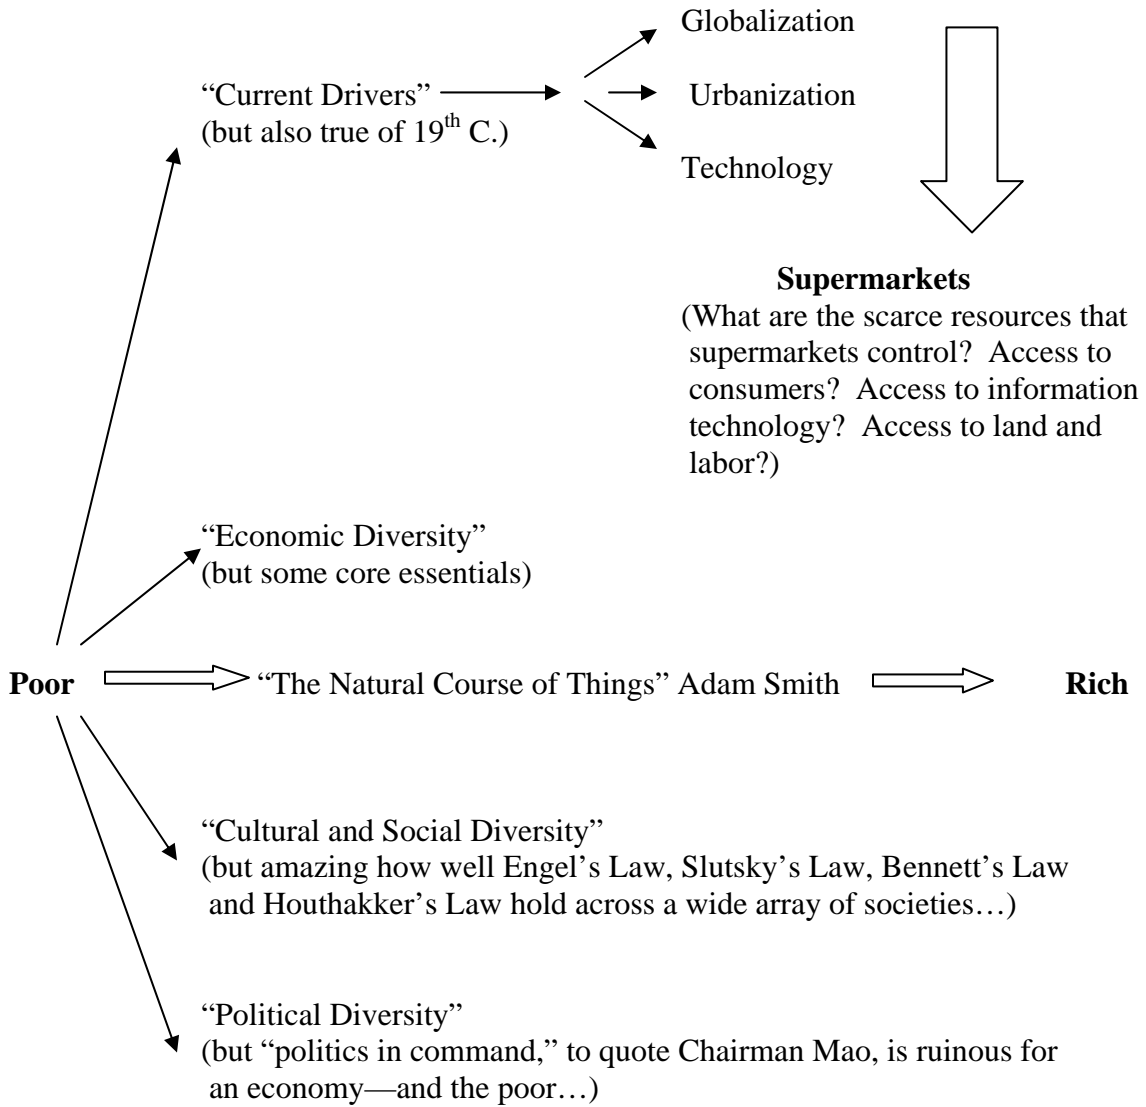 Globalization
“Current Drivers”
(but also true of 19th C.)
Urbanization
Technology
Supermarkets
(What are the scarce resources that
supermarkets control?  Access to
consumers?  Access to information
technology?  Access to land and
labor?)
“Economic Diversity”
(but some core essentials)
Poor
“The Natural Course of Things” Adam Smith
Rich
“Cultural and Social Diversity”
(but amazing how well Engel’s Law, Slutsky’s Law, Bennett’s Law
and Houthakker’s Law hold across a wide array of societies…)
“Political Diversity”
(but “politics in command,” to quote Chairman Mao, is ruinous for
an economy—and the poor…)